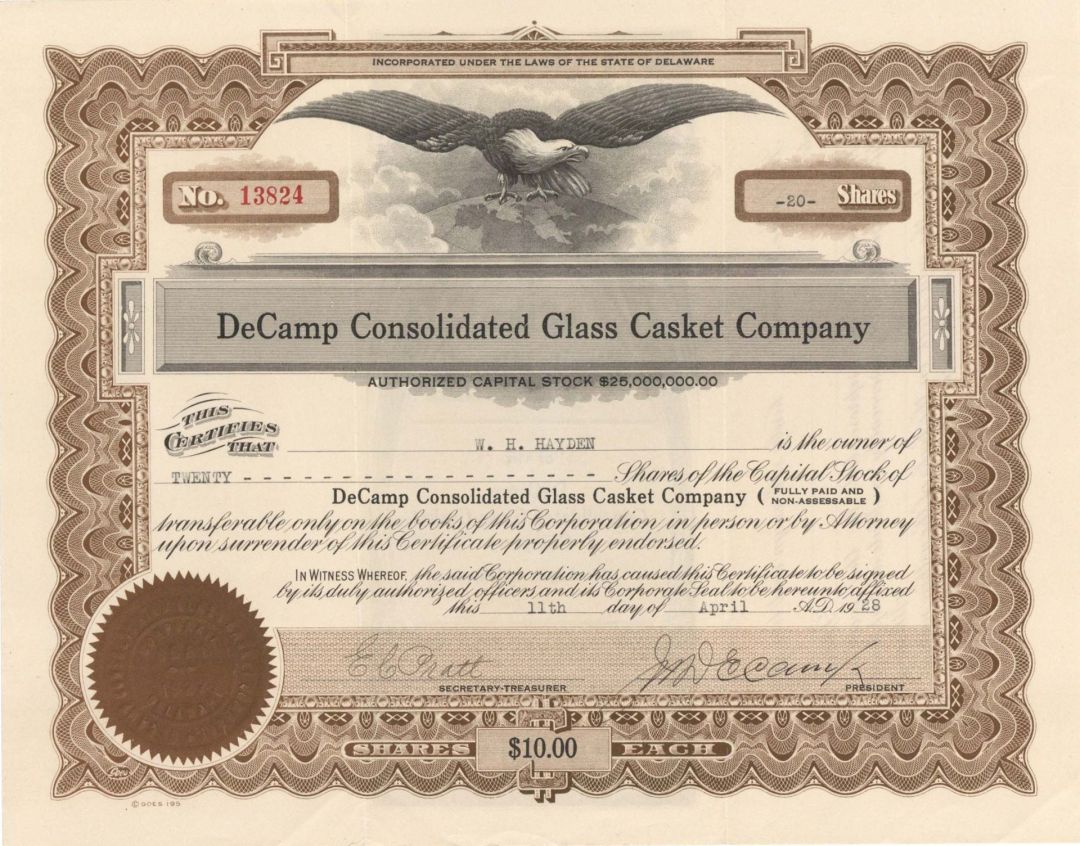 INCORPORATED UNDER THE LAWS OF THE STATE OF DELAWARE
No. 13824
-20- Shares
DeCamp Consolidated Glass Casket Company
AUTHORIZED CAPITAL STOCK $25,000,000.00
THIS CERTIFIES THAT W. H. HAYDEN is the owner of
TWENTY - - - - - - - - - - - - - - - - - - - - - - - - Shares of the Capital Stock of
DeCamp Consolidated Glass Casket Company (FULLY PAID AND NON-ASSESSABLE)
transferable only on the books of this Corporation in person or by Attorney
upon surrender of this Certificate properly endorsed.
IN WITNESS WHEREOF, the said Corporation has caused this Certificate to be signed
by its duly authorized officers and its Corporate Seal to be hereunto affixed
this 11th day of April A.D. 1928
E C Pratt
SECRETARY-TREASURER
J W DeCamp
PRESIDENT
SHARES $10.00 EACH
© GOES 195